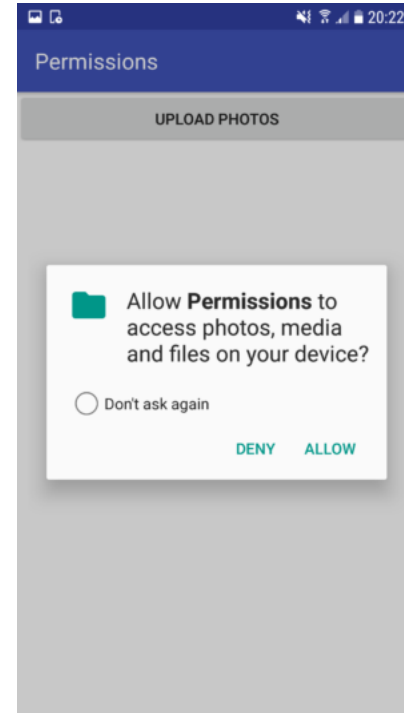 20:22
Permissions
UPLOAD PHOTOS
Allow Permissions to
access photos, media
and files on your device?
Don't ask again
DENY ALLOW